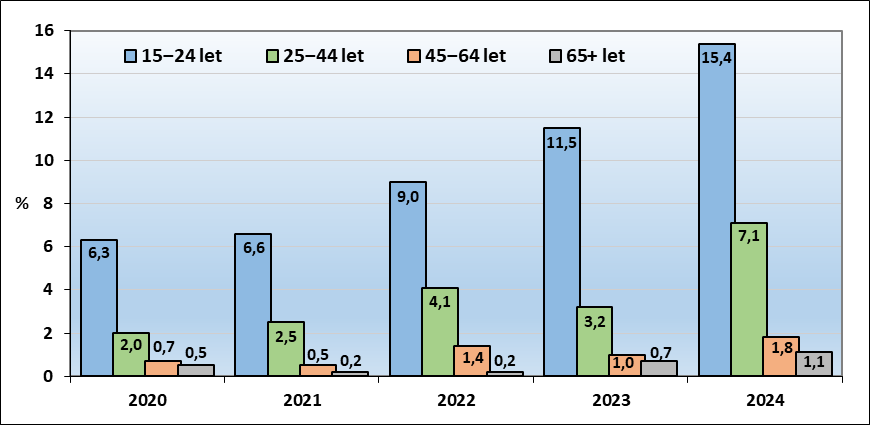 16
15–24 let 25–44 let 45–64 let 65+ let
14
12
10
% 8
6
4
2
0
6,3 2,0 0,7 0,5
6,6 2,5 0,5 0,2
9,0 4,1 1,4 0,2
11,5 3,2 1,0 0,7
15,4 7,1 1,8 1,1
2020 2021 2022 2023 2024